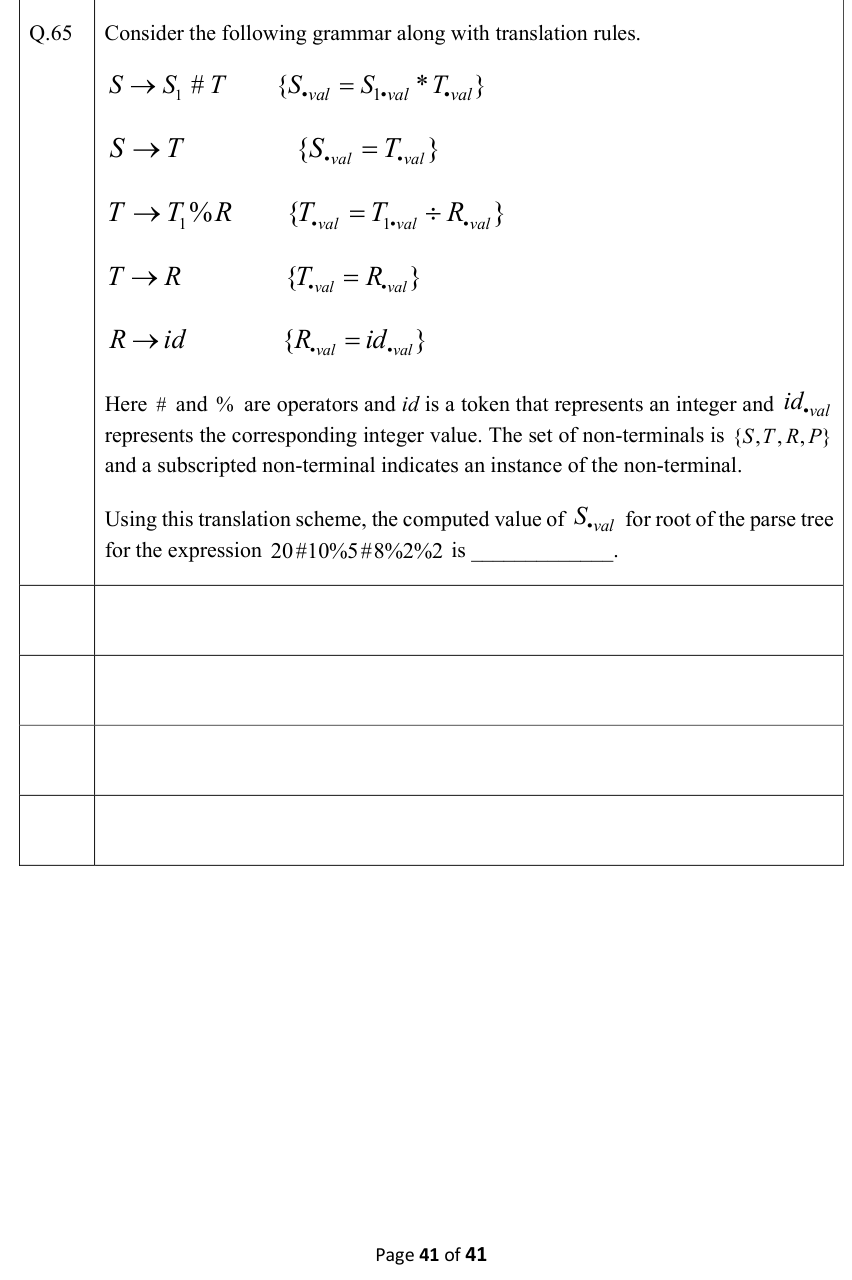 Q.65 Consider the following grammar along with translation rules.
S → S₁ # T {S•val = S₁•val * T•val}
S → T {S•val = T•val}
T → T₁%R {T•val = T₁•val ÷ R•val}
T → R {T•val = R•val}
R → id {R•val = id•val}
Here # and % are operators and id is a token that represents an integer and id•val
represents the corresponding integer value. The set of non-terminals is {S,T,R,P}
and a subscripted non-terminal indicates an instance of the non-terminal.
Using this translation scheme, the computed value of S•val for root of the parse tree
for the expression 20#10%5#8%2%2 is _____________.
Page 41 of 41